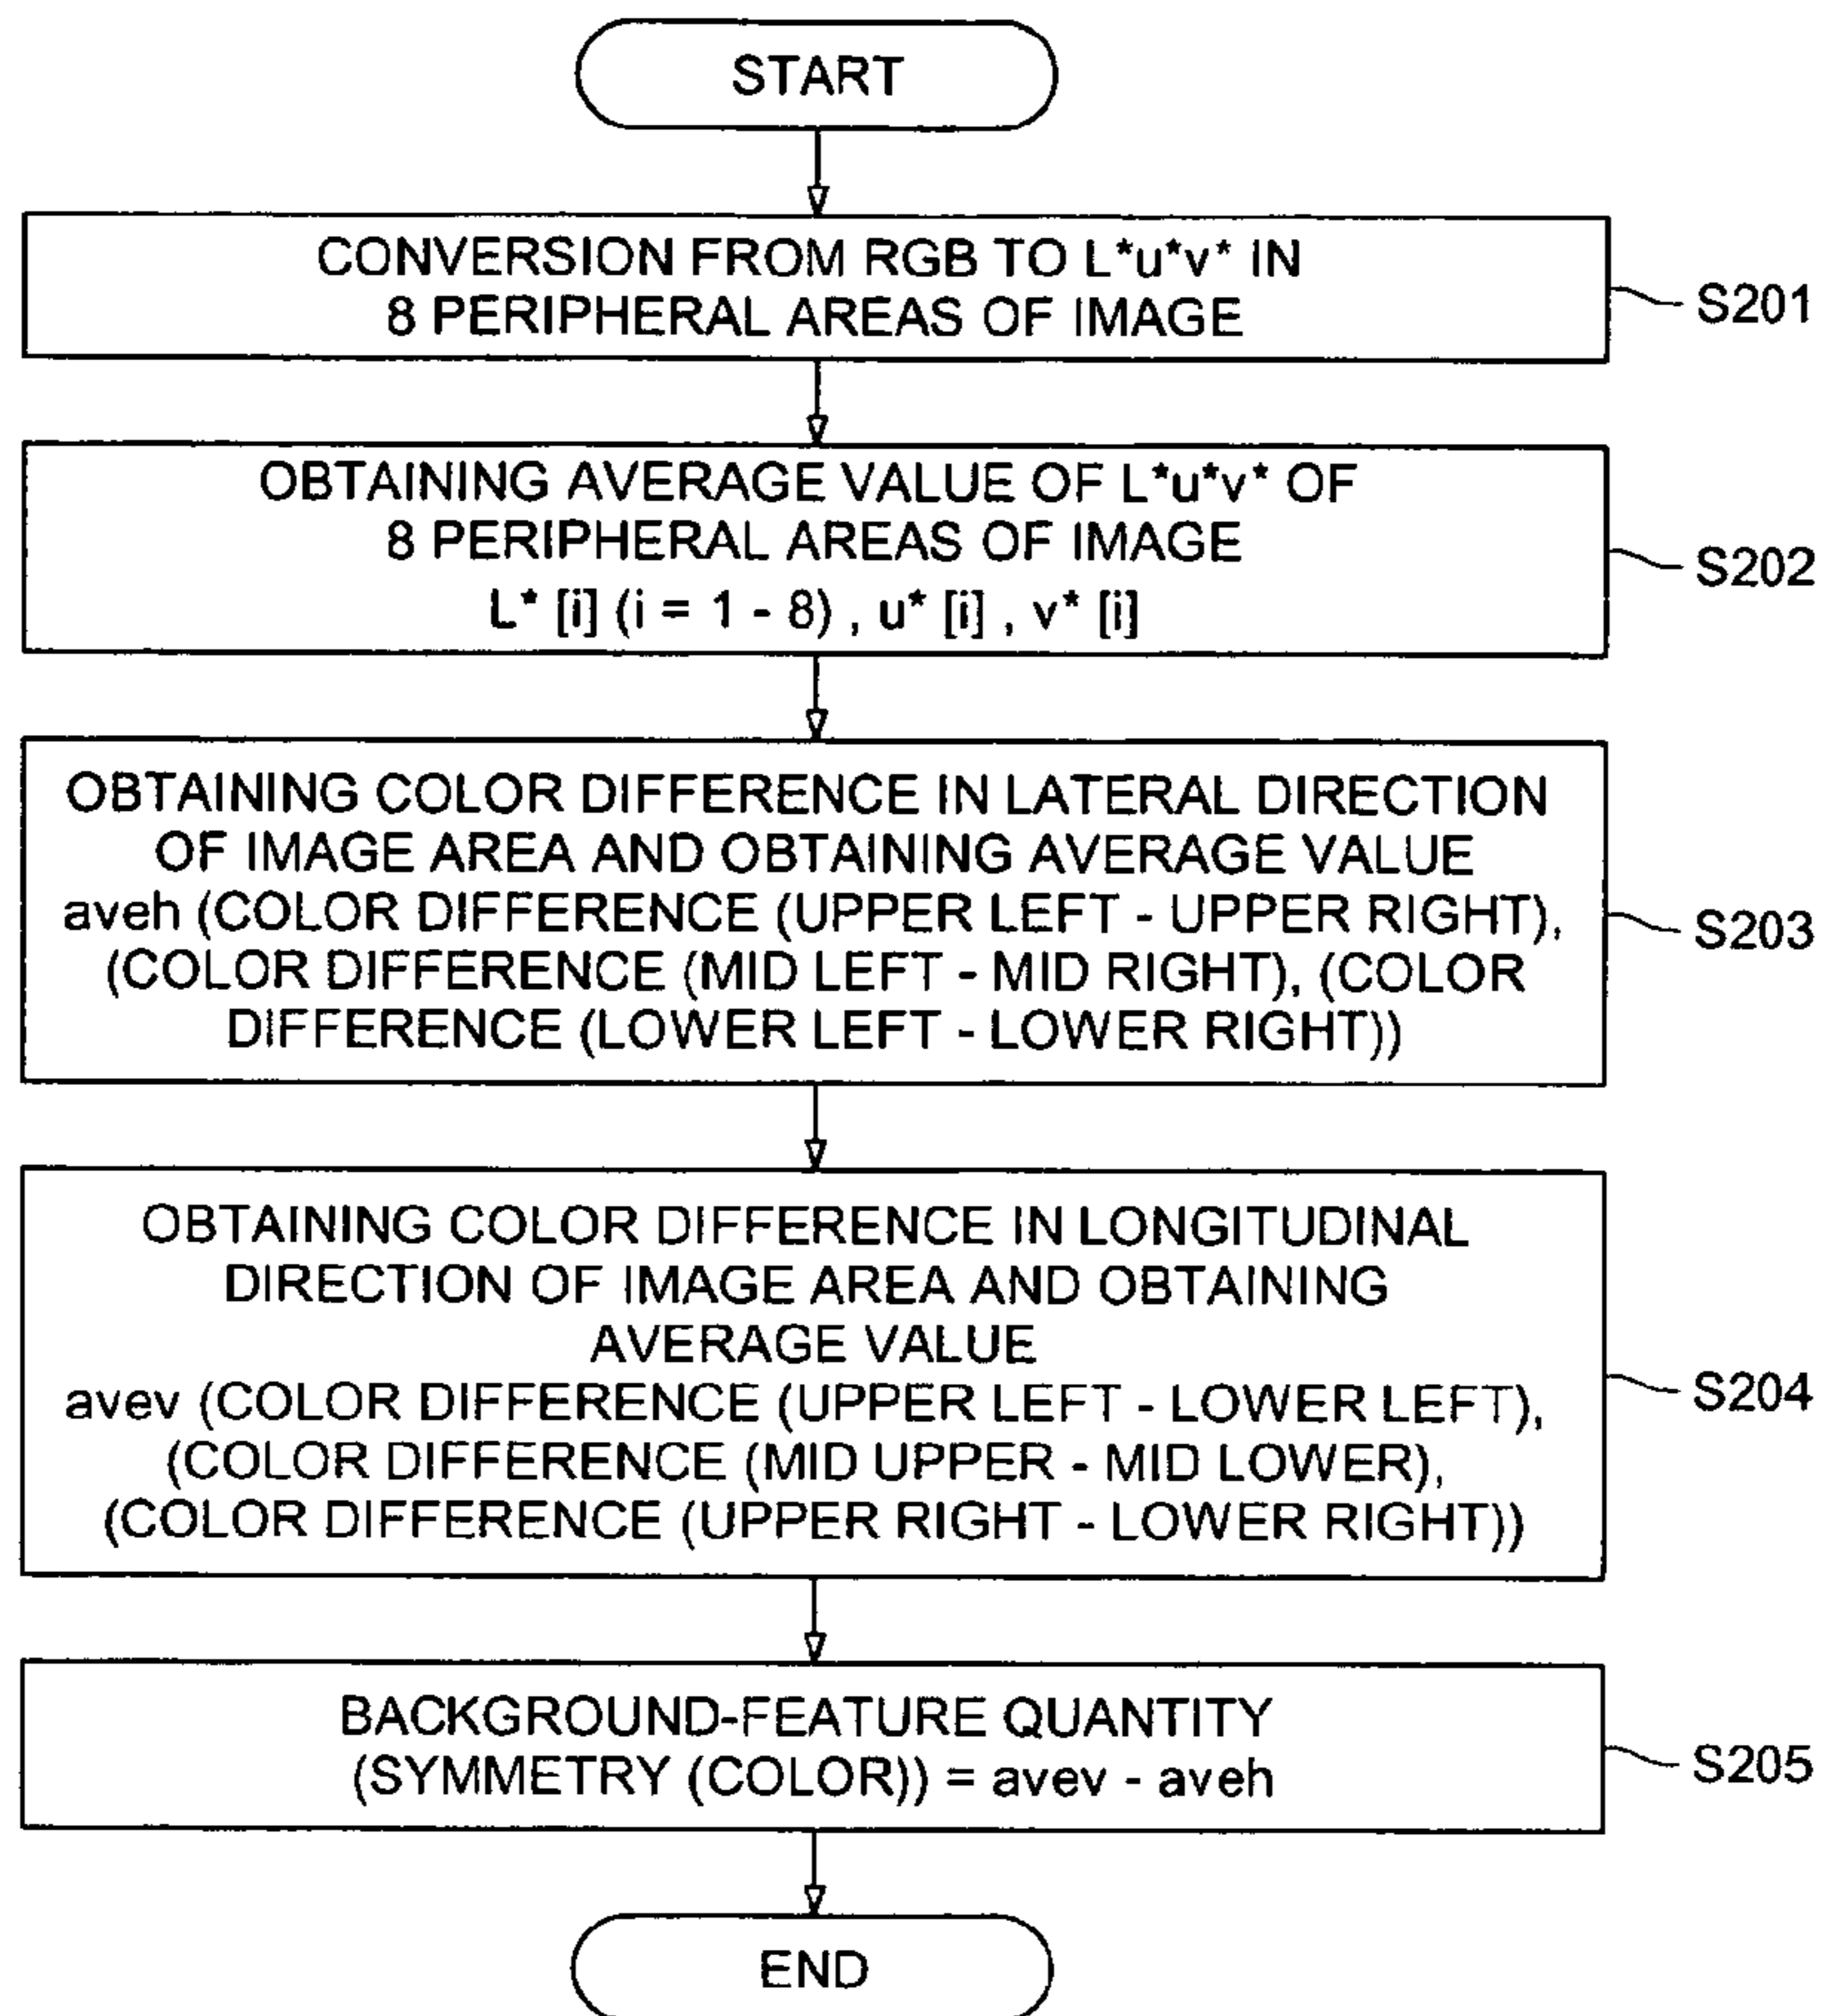 START
CONVERSION FROM RGB TO L*u*v* IN
8 PERIPHERAL AREAS OF IMAGE
S201
OBTAINING AVERAGE VALUE OF L*u*v* OF
8 PERIPHERAL AREAS OF IMAGE
L* [i] (i = 1 - 8) , u* [i] , v* [i]
S202
OBTAINING COLOR DIFFERENCE IN LATERAL DIRECTION
OF IMAGE AREA AND OBTAINING AVERAGE VALUE
aveh (COLOR DIFFERENCE (UPPER LEFT - UPPER RIGHT),
(COLOR DIFFERENCE (MID LEFT - MID RIGHT), (COLOR
DIFFERENCE (LOWER LEFT - LOWER RIGHT))
S203
OBTAINING COLOR DIFFERENCE IN LONGITUDINAL
DIRECTION OF IMAGE AREA AND OBTAINING
AVERAGE VALUE
avev (COLOR DIFFERENCE (UPPER LEFT - LOWER LEFT),
(COLOR DIFFERENCE (MID UPPER - MID LOWER),
(COLOR DIFFERENCE (UPPER RIGHT - LOWER RIGHT))
S204
BACKGROUND-FEATURE QUANTITY
(SYMMETRY (COLOR)) = avev - aveh
S205
END